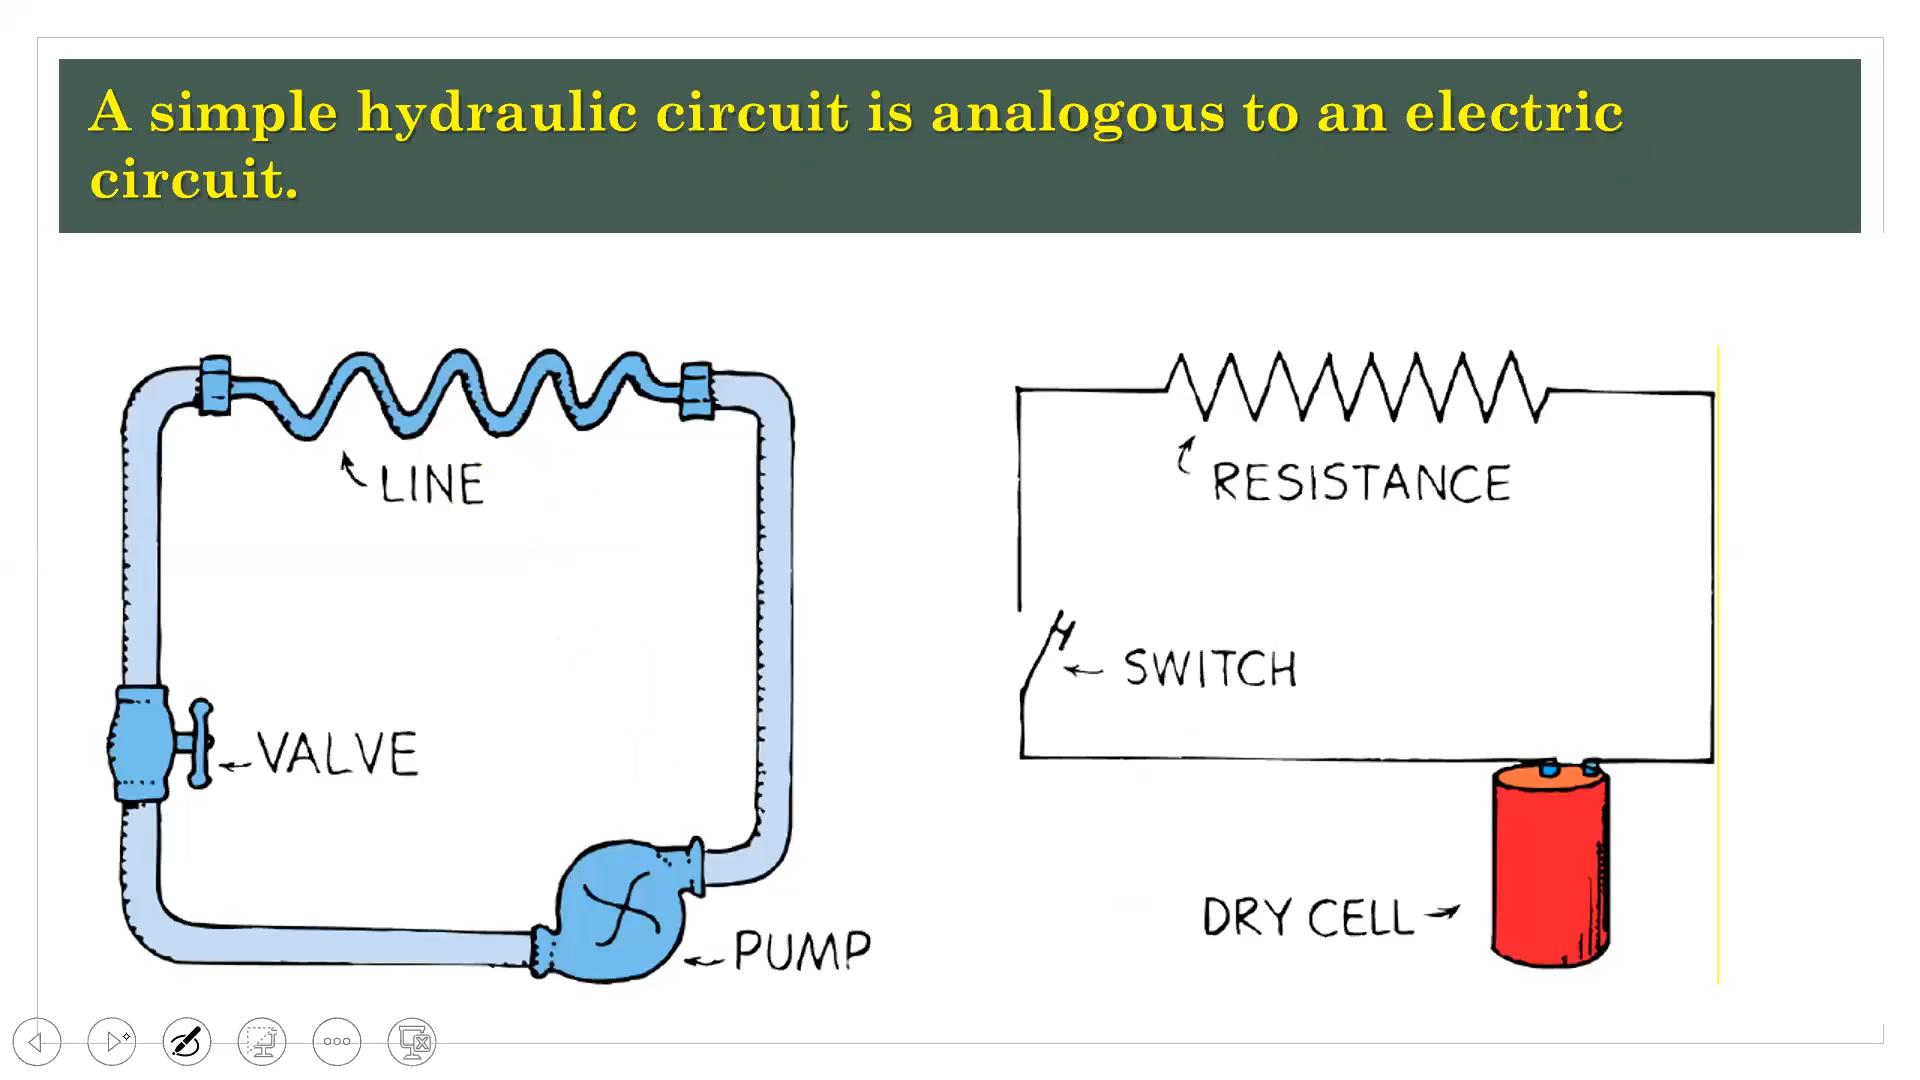 A simple hydraulic circuit is analogous to an electric
circuit.
LINE
VALVE
PUMP
RESISTANCE
SWITCH
DRY CELL